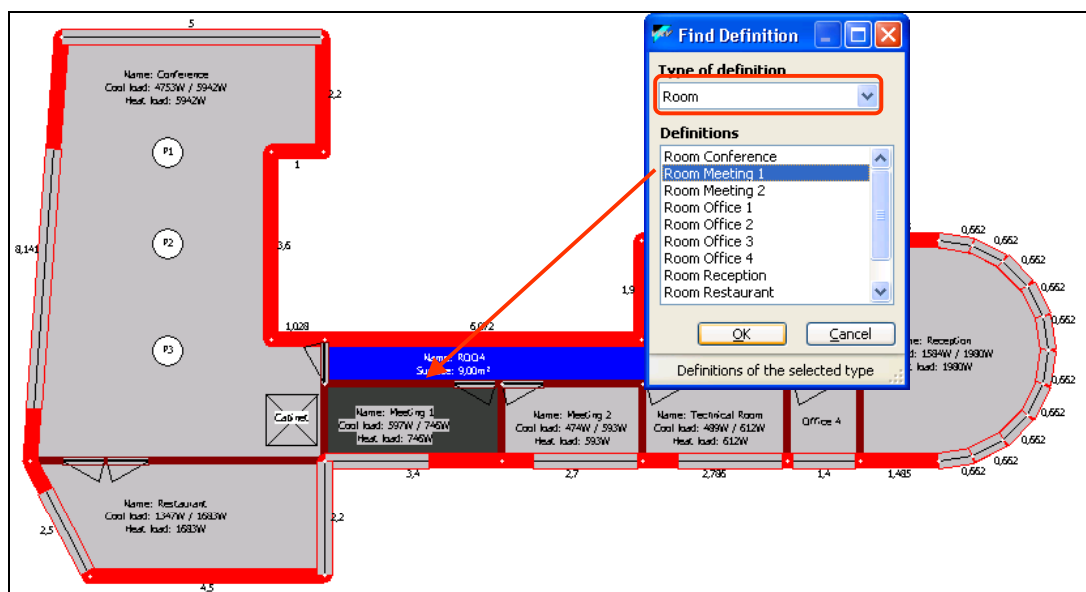 5
Name: Conference
Cool load: 4753W / 5942W
Heat load: 5942W
2,2
P1
1
P2
3,6
8,141
P3
1,028
6,072
1,9
Find Definition
Type of definition
Room
Definitions
Room Conference
Room Meeting 1
Room Meeting 2
Room Office 1
Room Office 2
Room Office 3
Room Office 4
Room Reception
Room Restaurant
OK
Cancel
Definitions of the selected type
0,662
0,662
0,662
0,662
0,662
0,662
0,662
0,662
0,662
0,662
0,662
Reception
1584W / 1980W
load: 1980W
Name: ROO4
9,00m²
Cabinet
Name: Meeting 1
Cool load: 597W / 746W
Heat load: 746W
Name: Meeting 2
Cool load: 474W / 593W
Heat load: 593W
Name: Technical Room
Cool load: 489W / 612W
Heat load: 612W
Office 4
3,4
2,7
2,785
1,4
1,485
Name: Restaurant
Cool load: 1347W / 1683W
Heat load: 1683W
2,5
2,2
4,5